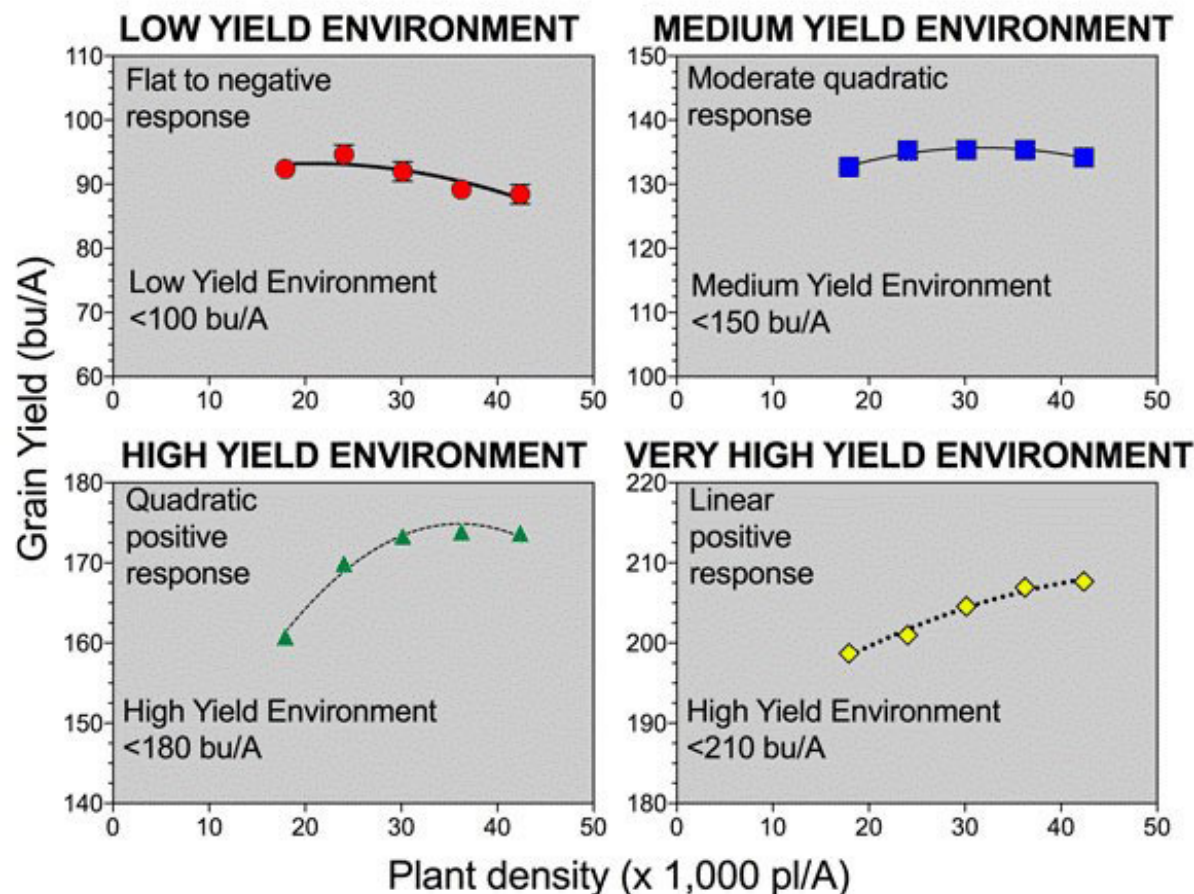 LOW YIELD ENVIRONMENT
MEDIUM YIELD ENVIRONMENT
110
100
90
80
70
60
Flat to negative
response
Low Yield Environment
<100 bu/A
0 10 20 30 40 50
150
140
130
120
110
100
Moderate quadratic
response
Medium Yield Environment
<150 bu/A
0 10 20 30 40 50
Grain Yield (bu/A)
HIGH YIELD ENVIRONMENT
VERY HIGH YIELD ENVIRONMENT
180
170
160
150
140
Quadratic
positive
response
High Yield Environment
<180 bu/A
0 10 20 30 40 50
220
210
200
190
180
Linear
positive
response
High Yield Environment
<210 bu/A
0 10 20 30 40 50
Plant density (x 1,000 pl/A)